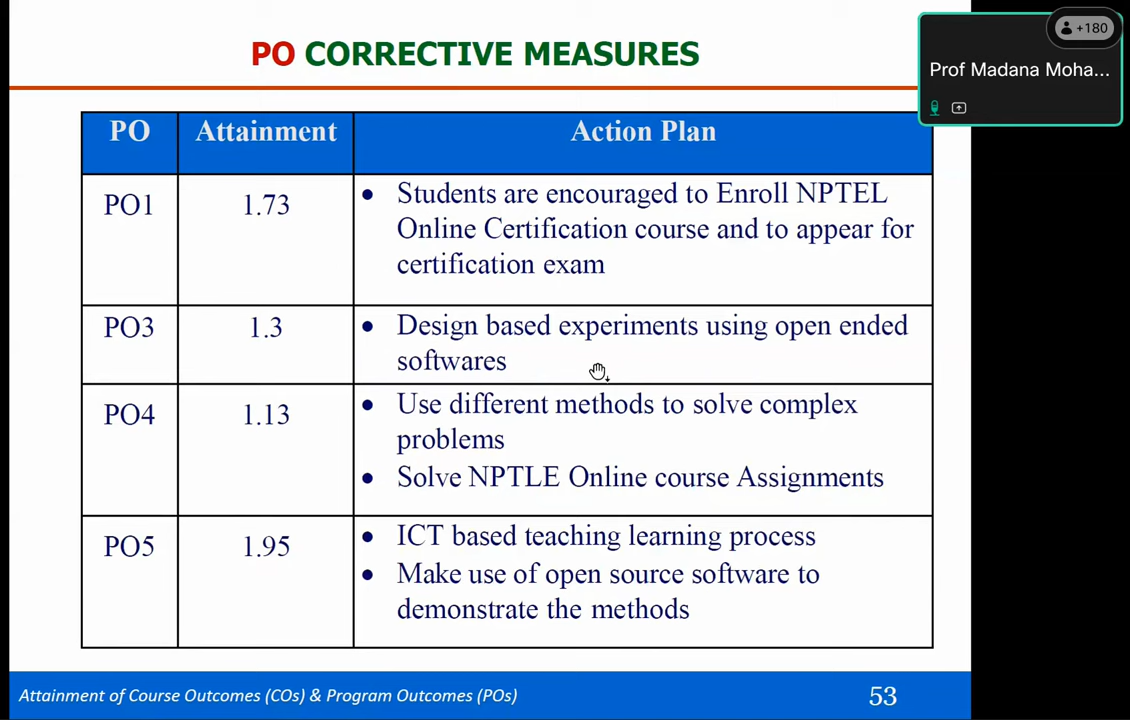 PO CORRECTIVE MEASURES
+180
Prof Madana Moha...
PO Attainment Action Plan
PO1 1.73 • Students are encouraged to Enroll NPTEL
Online Certification course and to appear for
certification exam
PO3 1.3 • Design based experiments using open ended
softwares
PO4 1.13 • Use different methods to solve complex
problems
• Solve NPTLE Online course Assignments
PO5 1.95 • ICT based teaching learning process
• Make use of open source software to
demonstrate the methods
Attainment of Course Outcomes (COs) & Program Outcomes (POs) 53